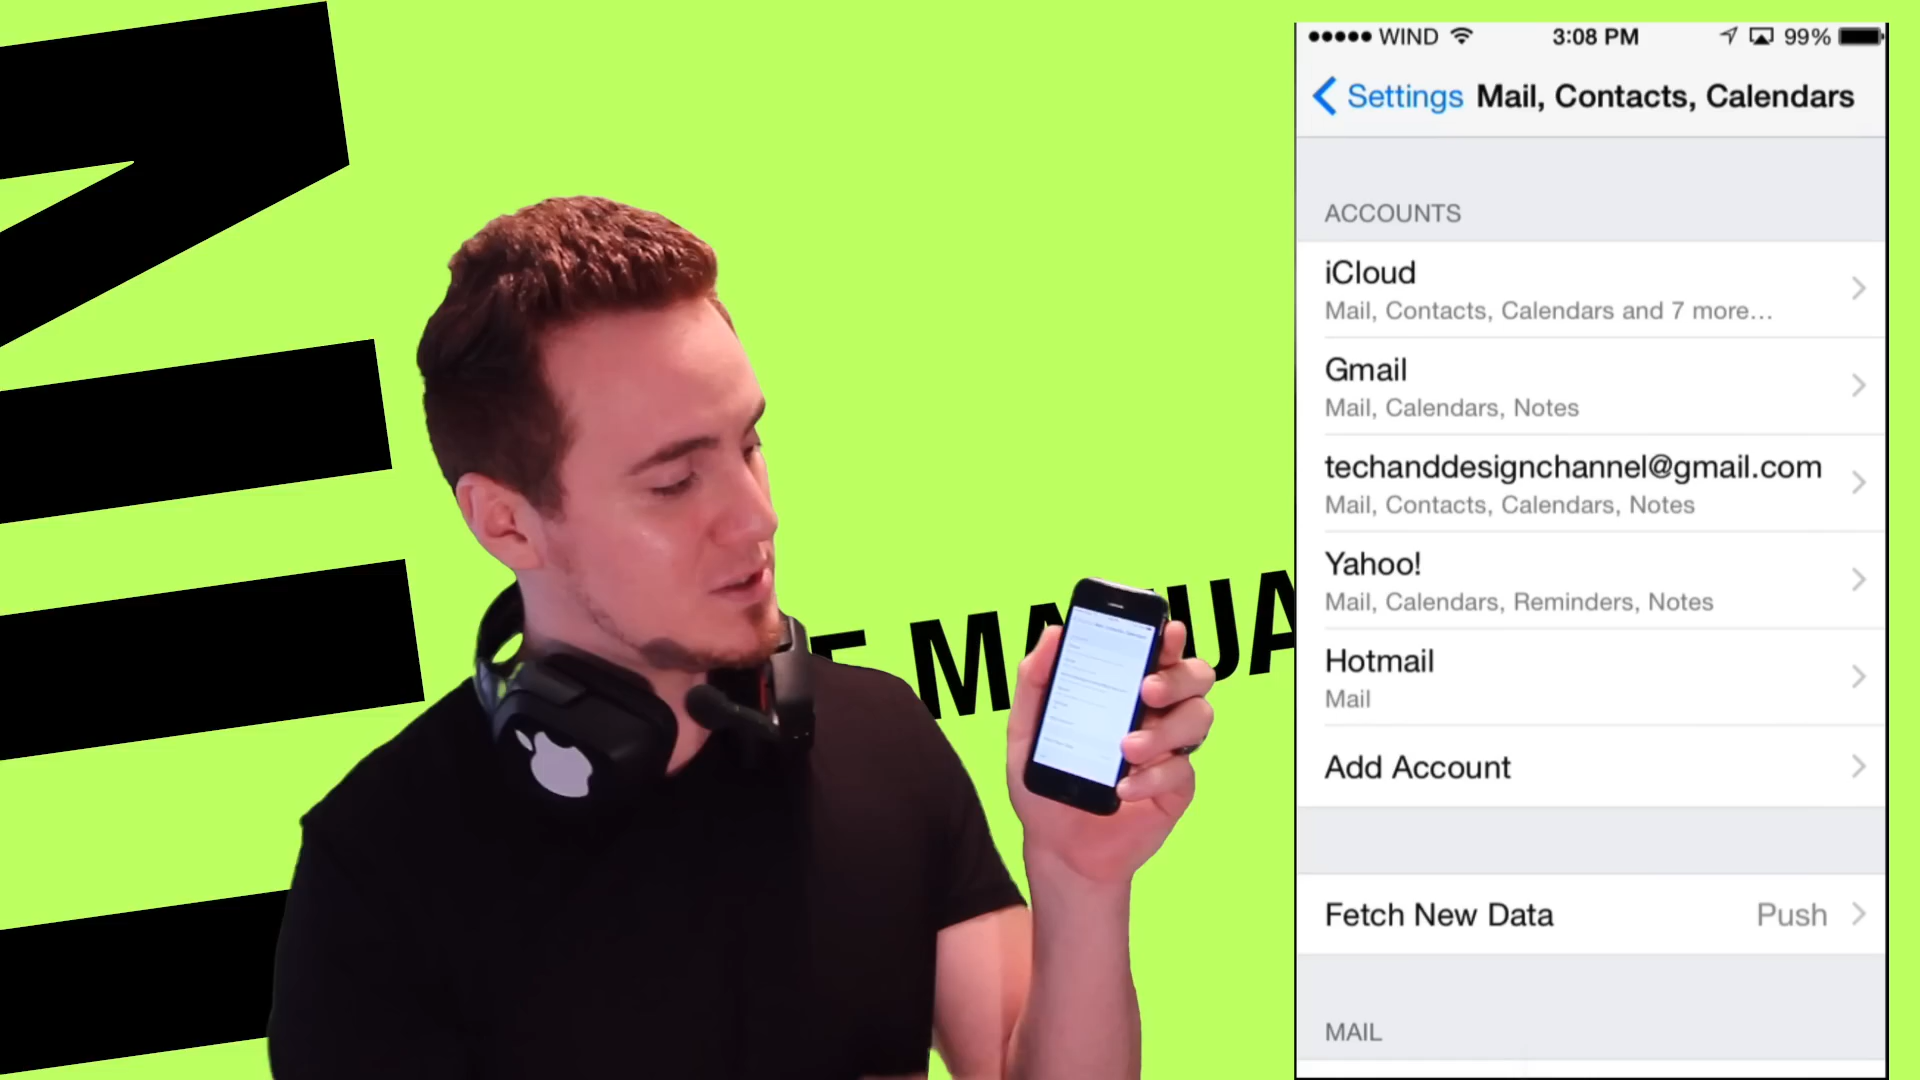 WIND 3:08 PM 99%
Settings Mail, Contacts, Calendars
ACCOUNTS
iCloud
Mail, Contacts, Calendars and 7 more...
Gmail
Mail, Calendars, Notes
techanddesignchannel@gmail.com
Mail, Contacts, Calendars, Notes
Yahoo!
Mail, Calendars, Reminders, Notes
Hotmail
Mail
Add Account
Fetch New Data Push
MAIL